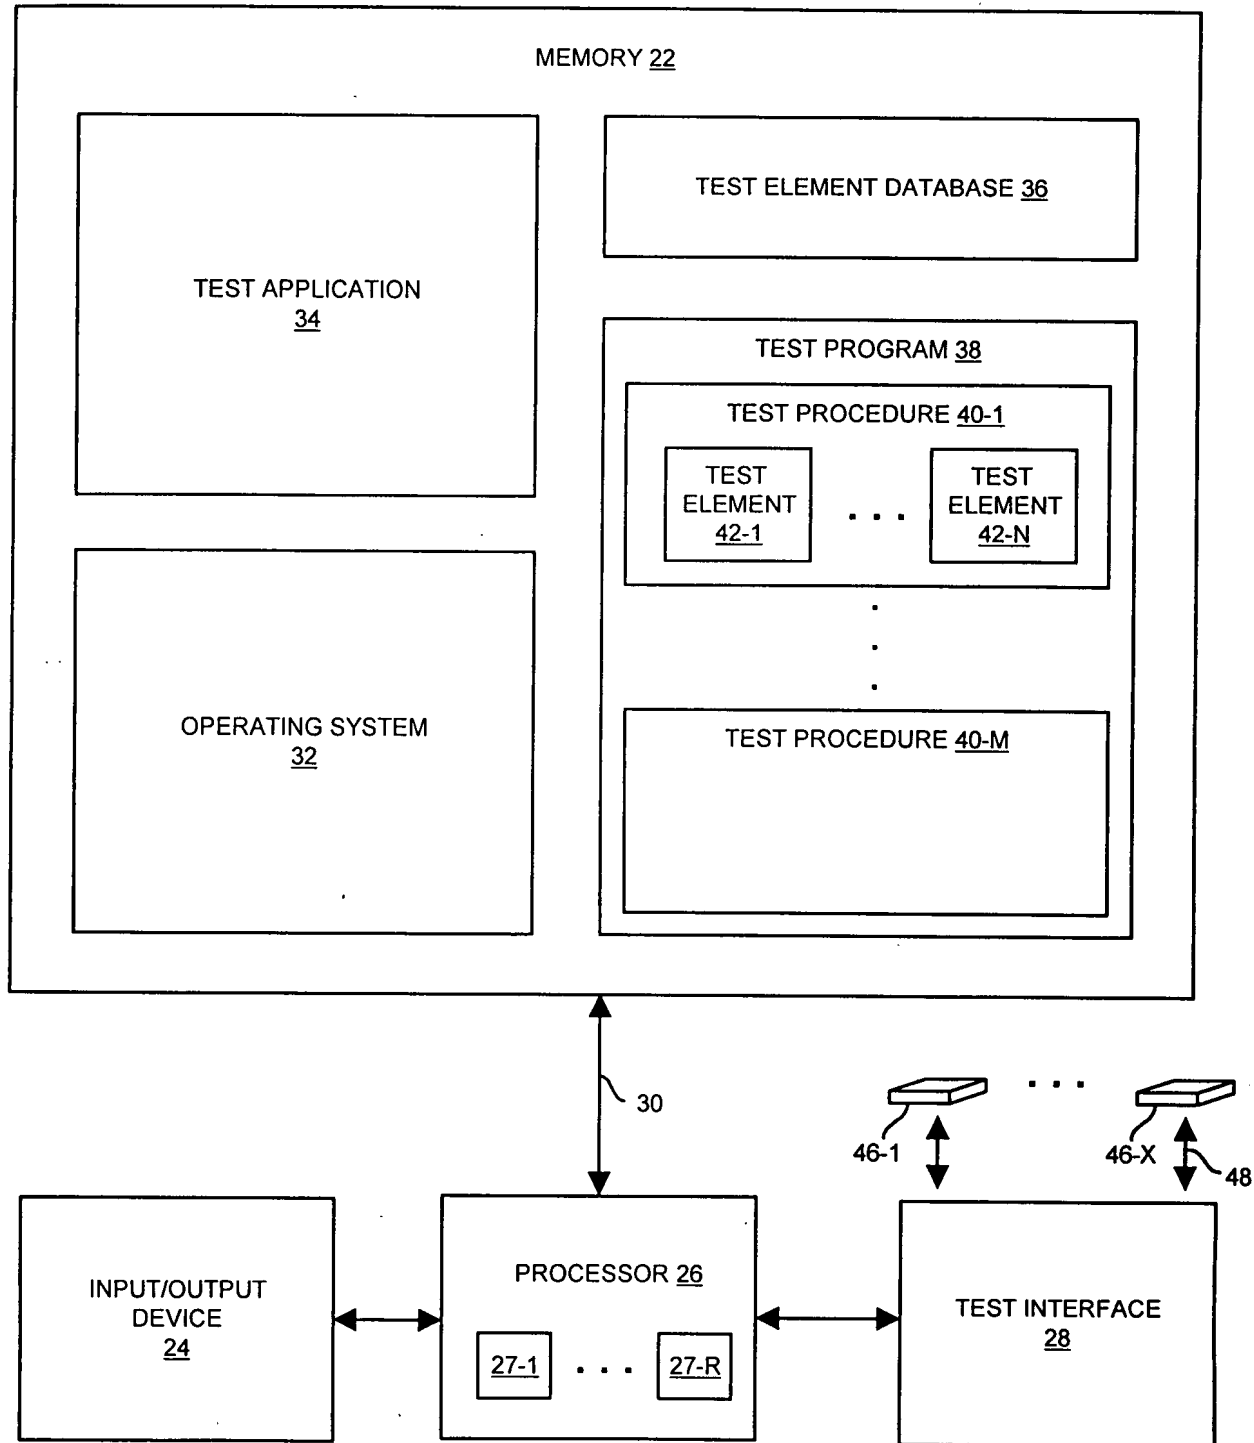 MEMORY 22
TEST APPLICATION
34
TEST ELEMENT DATABASE 36
TEST PROGRAM 38
TEST PROCEDURE 40-1
TEST
ELEMENT
42-1
. . .
TEST
ELEMENT
42-N
OPERATING SYSTEM
32
TEST PROCEDURE 40-M
30
46-1
. . .
46-X
48
INPUT/OUTPUT
DEVICE
24
PROCESSOR 26
27-1 . . . 27-R
TEST INTERFACE
28